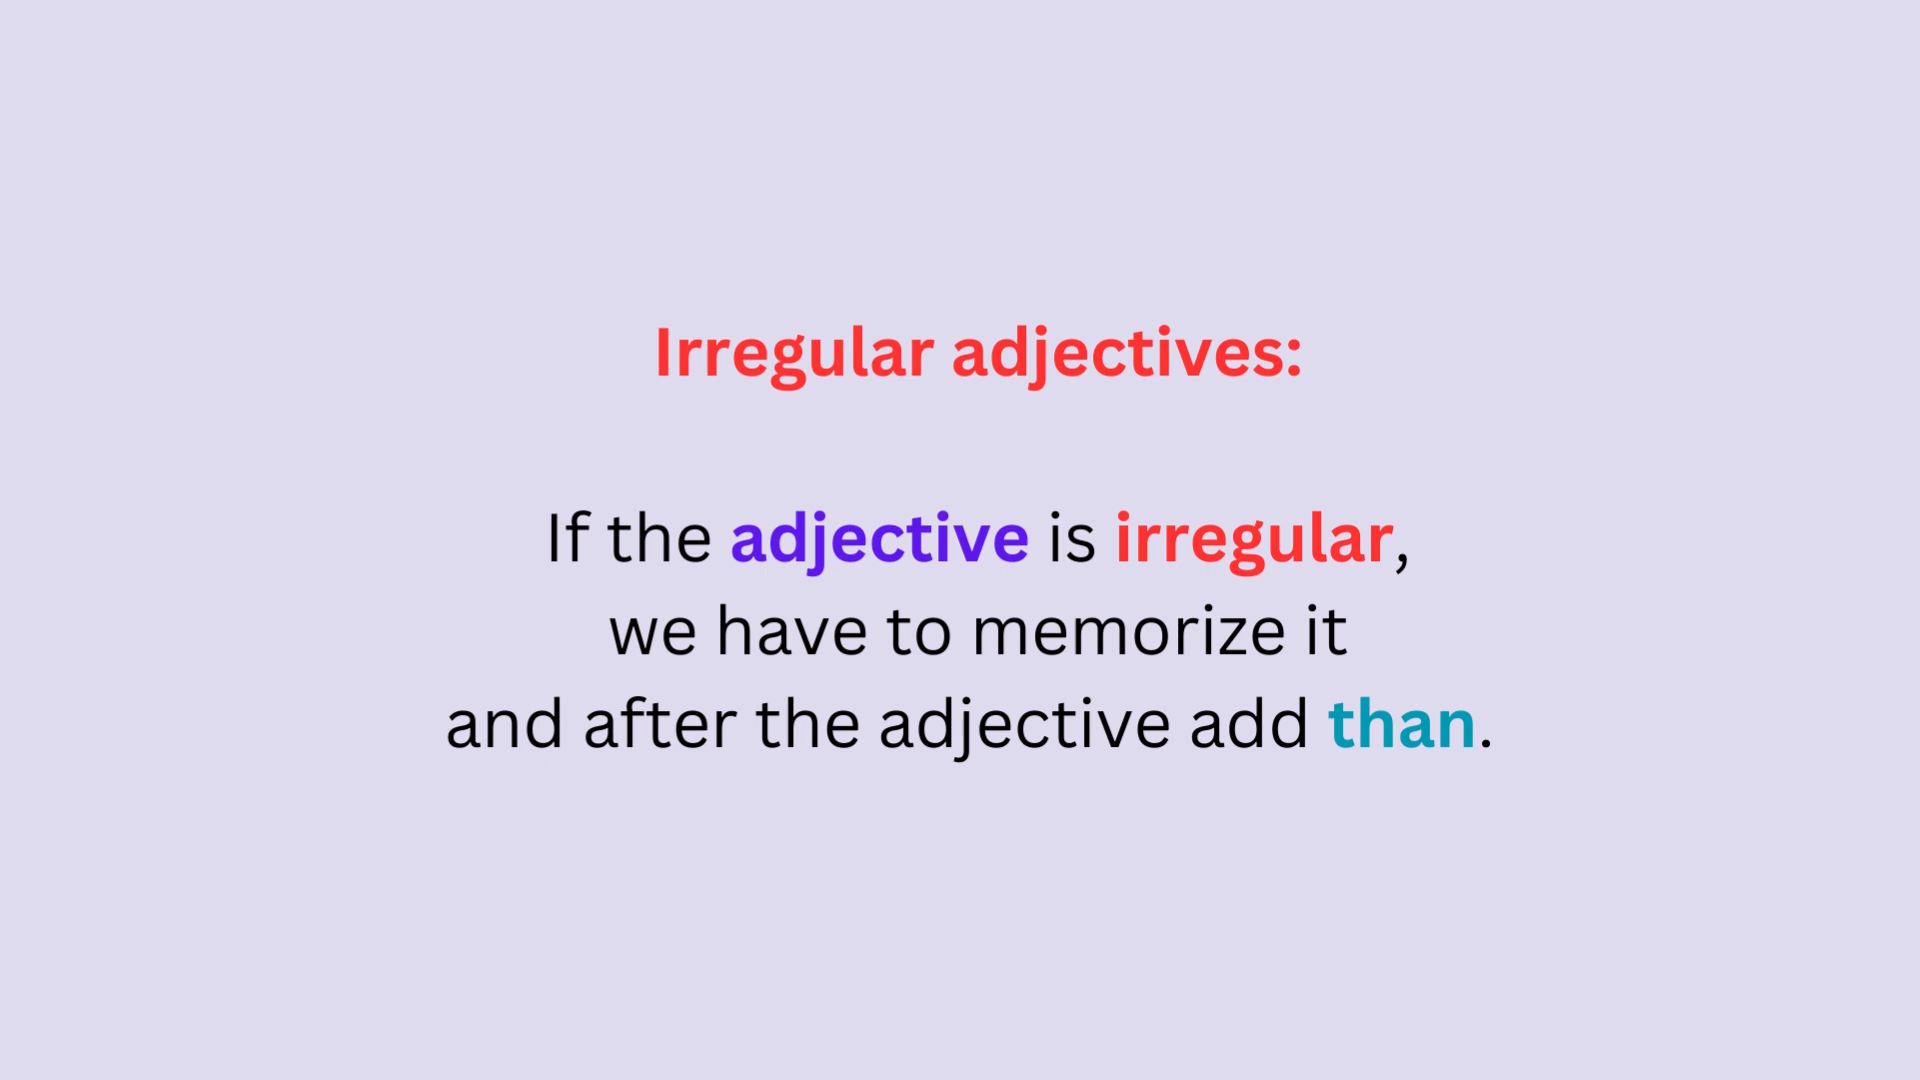 Irregular adjectives:
If the adjective is irregular,
we have to memorize it
and after the adjective add than.